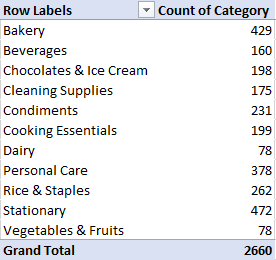 Row Labels Count of Category
Bakery 429
Beverages 160
Chocolates & Ice Cream 198
Cleaning Supplies 175
Condiments 231
Cooking Essentials 199
Dairy 78
Personal Care 378
Rice & Staples 262
Stationary 472
Vegetables & Fruits 78
Grand Total 2660